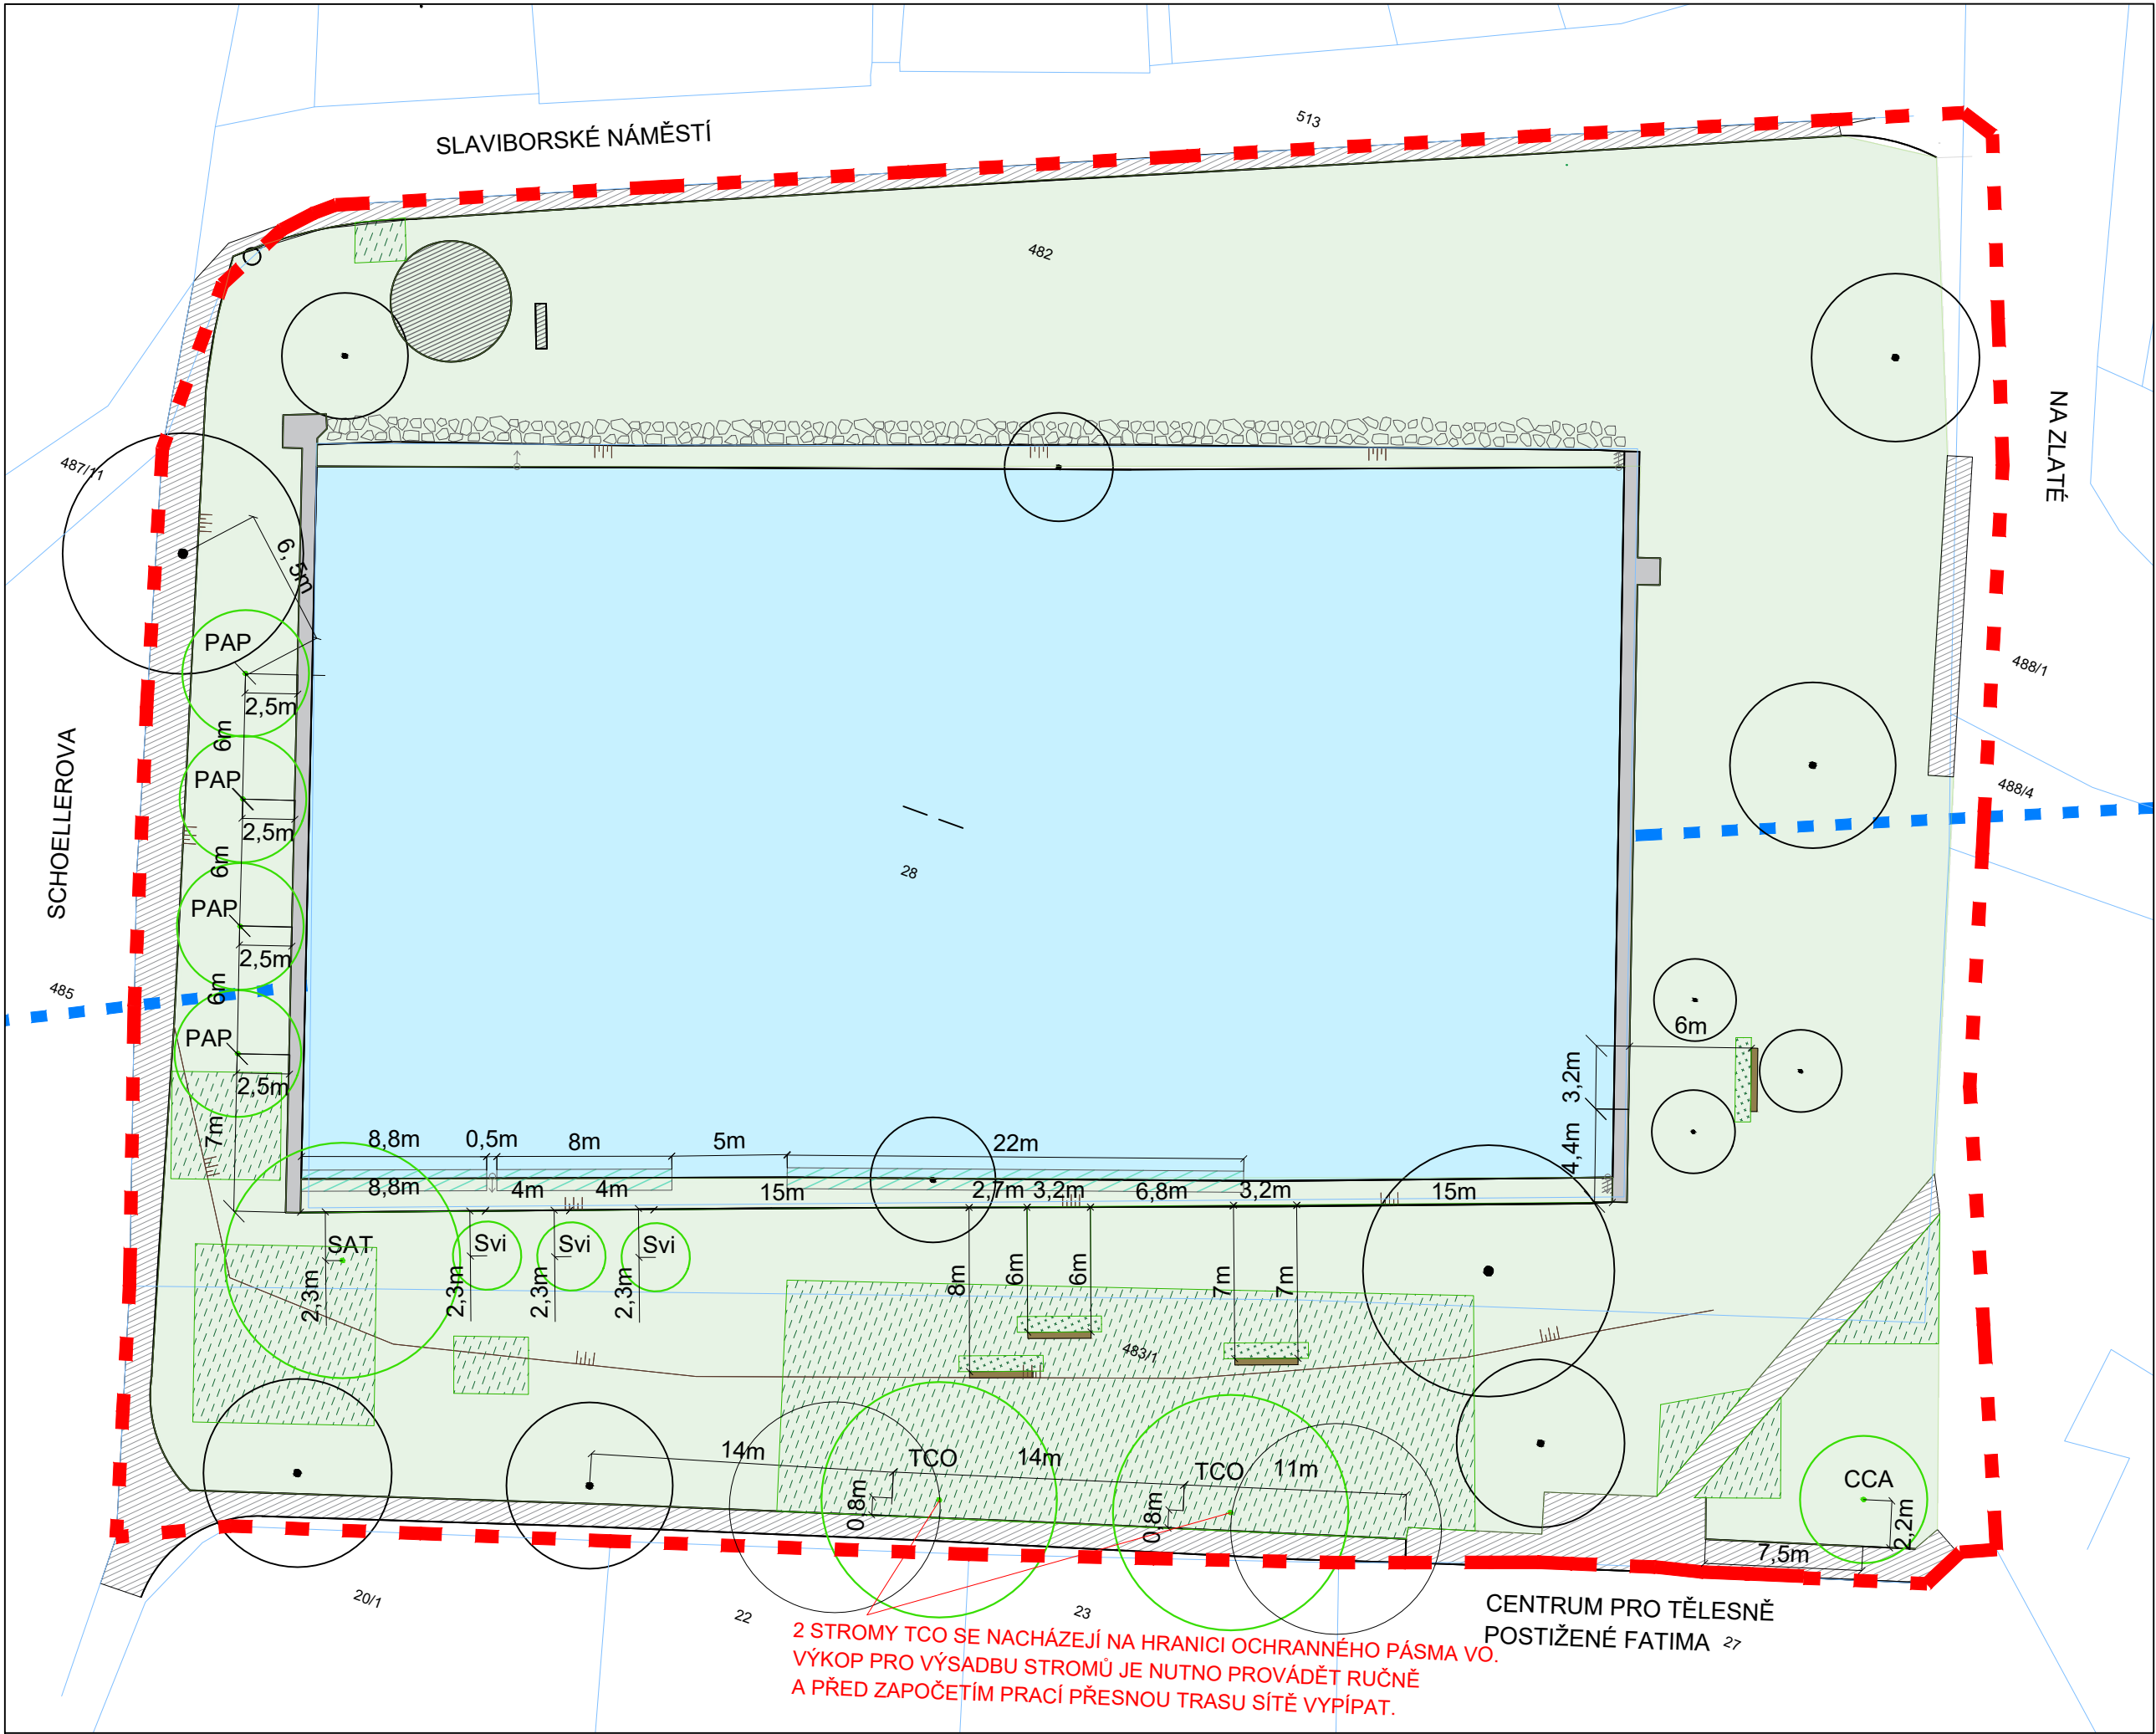 SLAVIBORSKÉ NÁMĚSTÍ
513
482
NA ZLATÉ
487/11
6,5m
PAP
2,5m
6m
488/1
SCHOELLEROVA
PAP
2,5m
6m
488/4
28
PAP
2,5m
6m
485
PAP
2,5m
7m
6m
3,2m
4,4m
8,8m
0,5m
8m
5m
22m
8,8m
4m
4m
15m
2,7m
3,2m
6,8m
3,2m
15m
SAT
Svi
Svi
Svi
2,3m
2,3m
2,3m
2,3m
8m
6m
6m
7m
7m
483/1
14m
TCO
14m
TCO
11m
0,8m
0,8m
CCA
2,2m
7,5m
20/1
22
23
CENTRUM PRO TĚLESNĚ
POSTIŽENÉ FATIMA
27
2 STROMY TCO SE NACHÁZEJÍ NA HRANICI OCHRANNÉHO PÁSMA VO.
VÝKOP PRO VÝSADBU STROMŮ JE NUTNO PROVÁDĚT RUČNĚ
A PŘED ZAPOČETÍM PRACÍ PŘESNOU TRASU SÍTĚ VYPÍPAT.